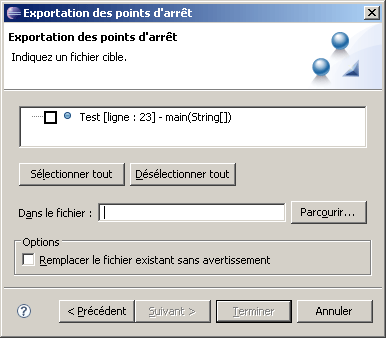 Exportation des points d'arrêt
Exportation des points d'arrêt
Indiquez un fichier cible.
Test [ligne : 23] - main(String[])
Sélectionner tout
Désélectionner tout
Dans le fichier :
Parcourir...
Options
Remplacer le fichier existant sans avertissement
?
< Précédent
Suivant >
Terminer
Annuler